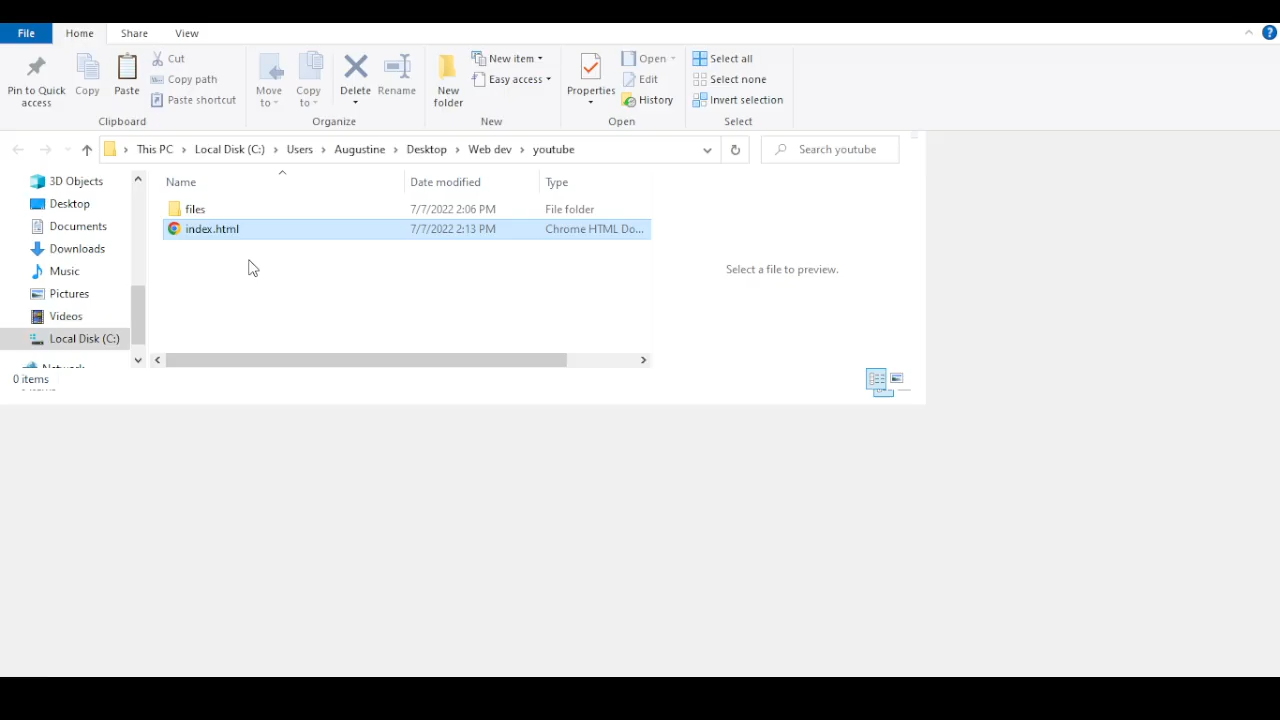 File Home Share View
Cut
New item
Open
Select all
Copy path
Easy access
Edit
Select none
Pin to Quick access
Copy
Paste
Paste shortcut
Move to
Copy to
Delete
Rename
New folder
Properties
History
Invert selection
Clipboard Organize New Open Select
This PC Local Disk (C:) Users Augustine Desktop Web dev youtube
Search youtube
3D Objects
Desktop
Documents
Downloads
Music
Pictures
Videos
Local Disk (C:)
Network
Name Date modified Type
files 7/7/2022 2:06 PM File folder
index.html 7/7/2022 2:13 PM Chrome HTML Do...
Select a file to preview.
0 items